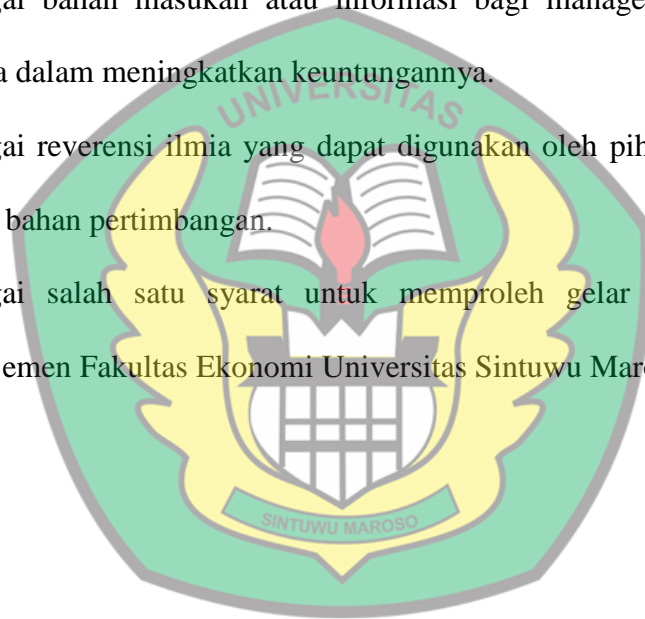 gai bahan masukan atau informasi bagi manage
a dalam meningkatkan keuntungannya.
UNIVERSITAS
gai reverensi ilmia yang dapat digunakan oleh pih
bahan pertimbangan.
gai salah satu syarat untuk memproleh gelar
emen Fakultas Ekonomi Universitas Sintuwu Maro
SINTUWU MAROSO